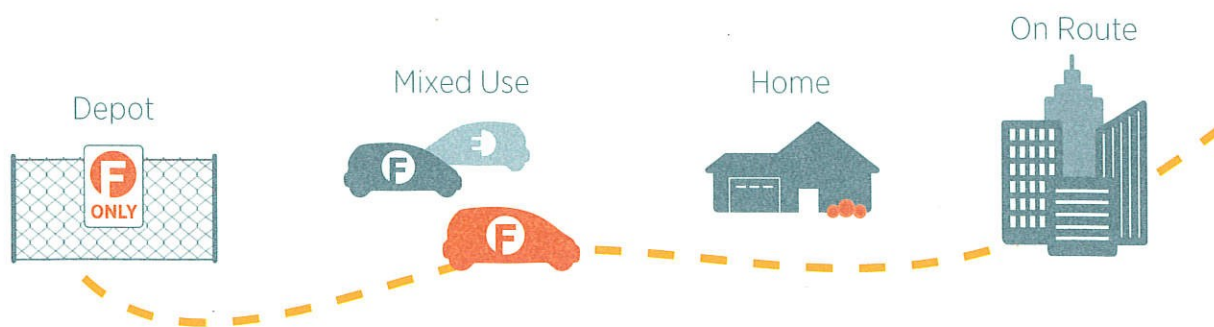 Depot
F
ONLY
Mixed Use
F
F
Home
On Route